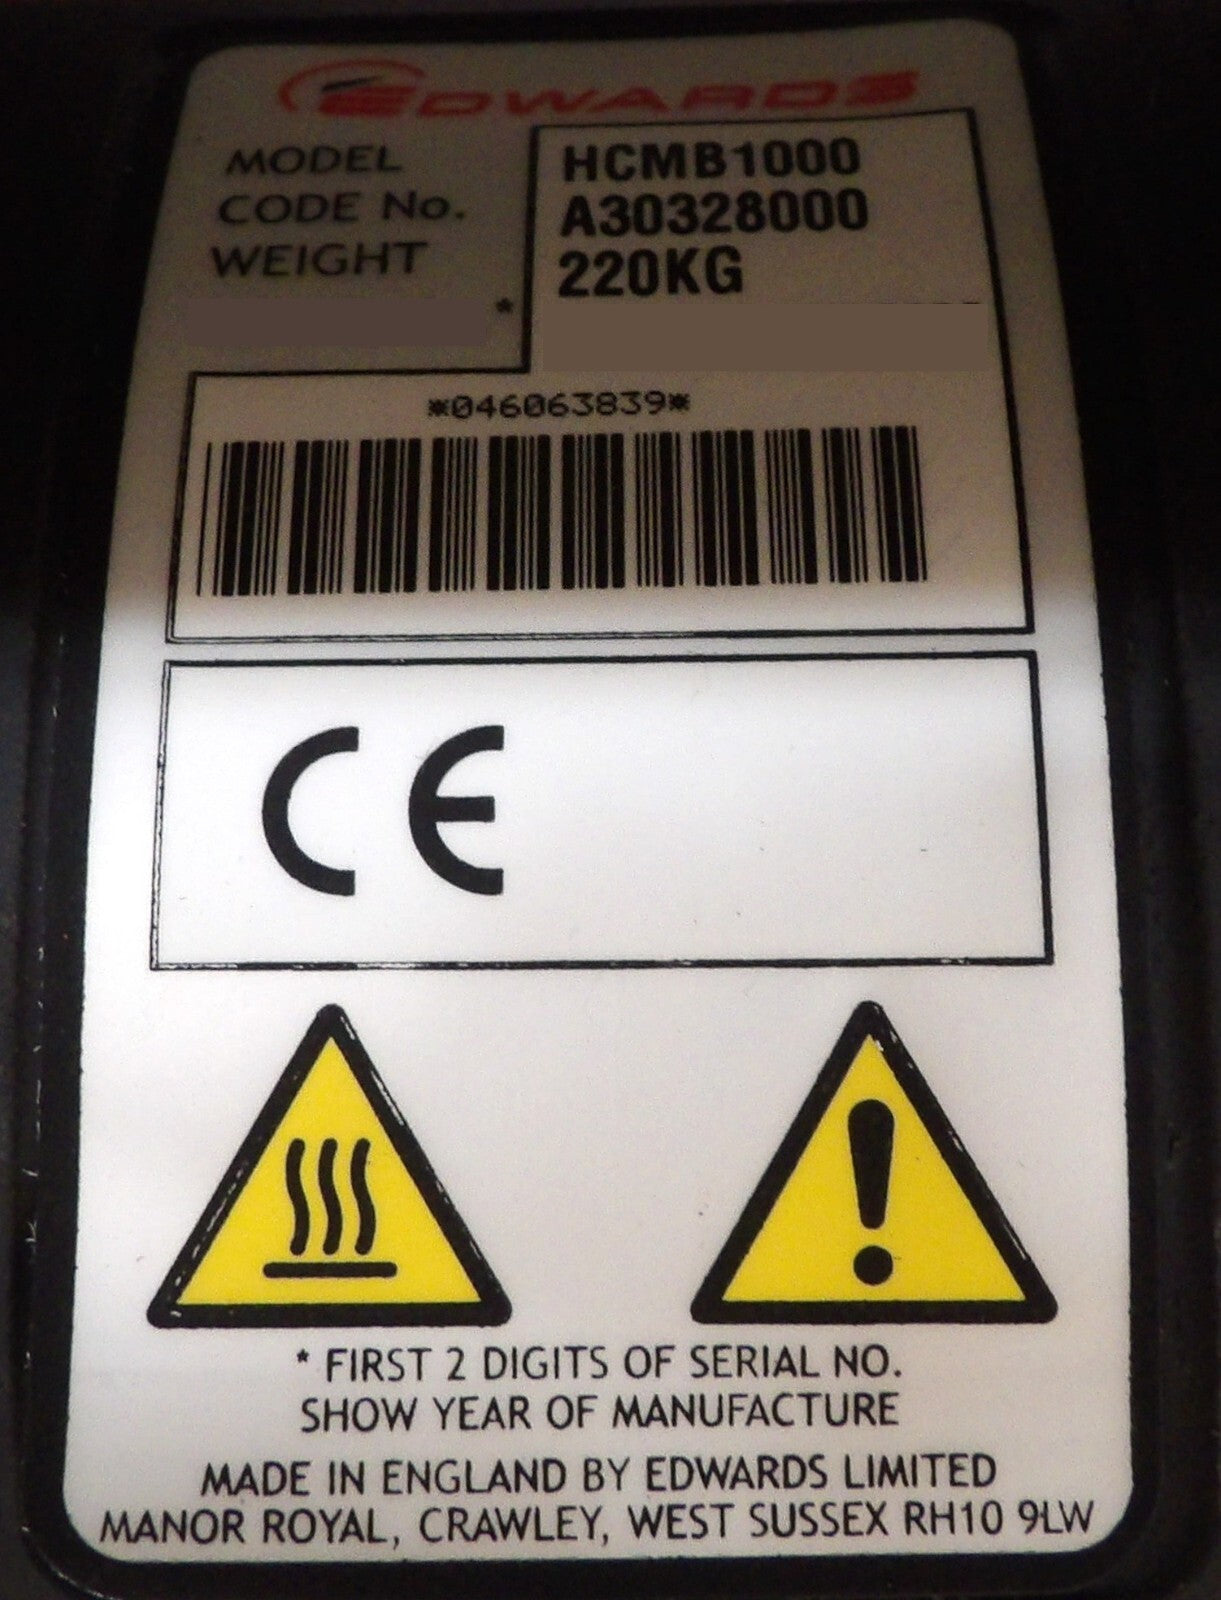 EDWARDS
MODEL HCMB1000
CODE No. A30328000
WEIGHT 220KG
*
*046063839*
CE
* FIRST 2 DIGITS OF SERIAL NO.
SHOW YEAR OF MANUFACTURE
MADE IN ENGLAND BY EDWARDS LIMITED
MANOR ROYAL, CRAWLEY, WEST SUSSEX RH10 9LW